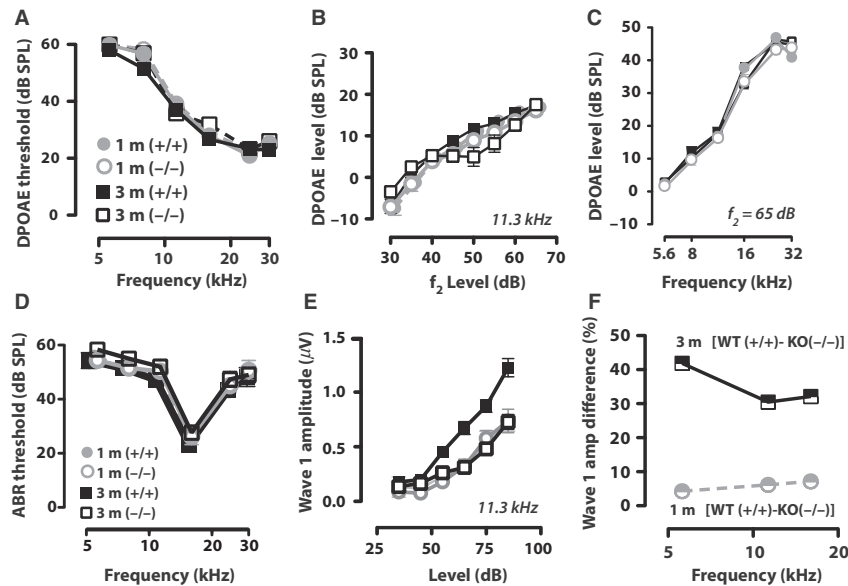 A
DPOAE threshold (dB SPL)
60
40
20
0
1 m (+/+)
1 m (−/−)
3 m (+/+)
3 m (−/−)
5 10 20 30
Frequency (kHz)
B
DPOAE level (dB SPL)
30
20
10
0
−10
11.3 kHz
30 40 50 60 70
f2 Level (dB)
C
DPOAE level (dB SPL)
50
40
30
20
10
0
−10
f2 = 65 dB
5.6 8 16 32
Frequency (kHz)
D
ABR threshold (dB SPL)
60
40
20
0
1 m (+/+)
1 m (−/−)
3 m (+/+)
3 m (−/−)
5 10 20 30
Frequency (kHz)
E
Wave 1 amplitude (μV)
1.5
1.0
0.5
0.0
11.3 kHz
25 50 75 100
Level (dB)
F
Wave 1 amp difference (%)
50
40
30
20
10
0
3 m [WT (+/+)- KO(−/−)]
1 m [WT (+/+)-KO(−/−)]
5 10 20
Frequency (kHz)